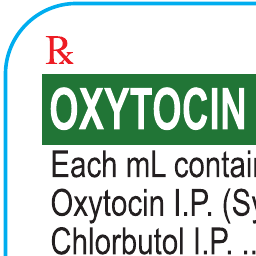 ℞
OXYTOCIN
Each mL contai
Oxytocin I.P. (Sy
Chlorbutol I.P. ..